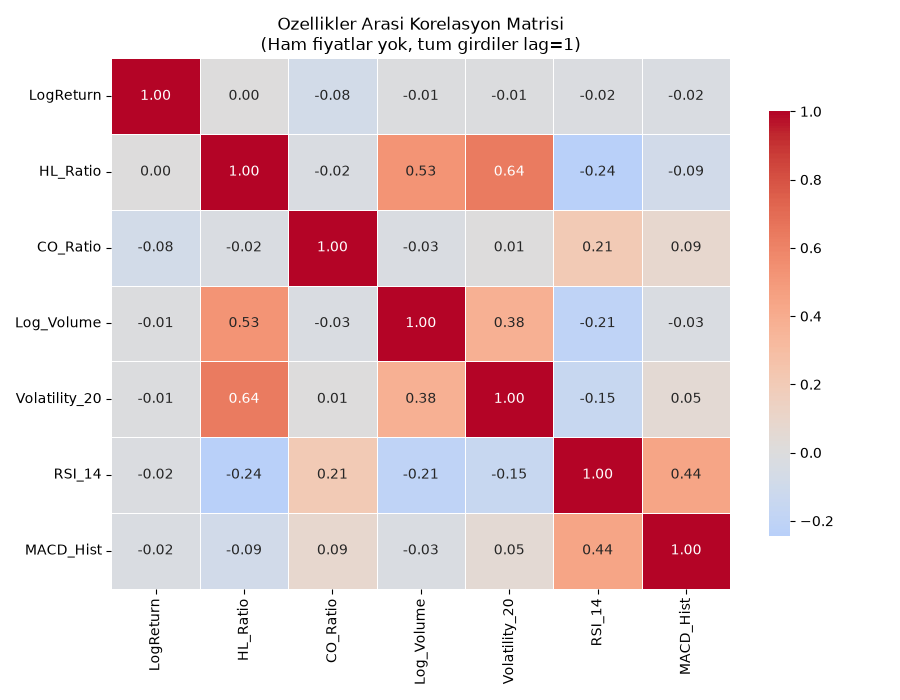 Ozellikler Arasi Korelasyon Matrisi
(Ham fiyatlar yok, tum girdiler lag=1)
LogReturn 1.00 0.00 -0.08 -0.01 -0.01 -0.02 -0.02
HL_Ratio 0.00 1.00 -0.02 0.53 0.64 -0.24 -0.09
CO_Ratio -0.08 -0.02 1.00 -0.03 0.01 0.21 0.09
Log_Volume -0.01 0.53 -0.03 1.00 0.38 -0.21 -0.03
Volatility_20 -0.01 0.64 0.01 0.38 1.00 -0.15 0.05
RSI_14 -0.02 -0.24 0.21 -0.21 -0.15 1.00 0.44
MACD_Hist -0.02 -0.09 0.09 -0.03 0.05 0.44 1.00
LogReturn HL_Ratio CO_Ratio Log_Volume Volatility_20 RSI_14 MACD_Hist
1.0
0.8
0.6
0.4
0.2
0.0
−0.2